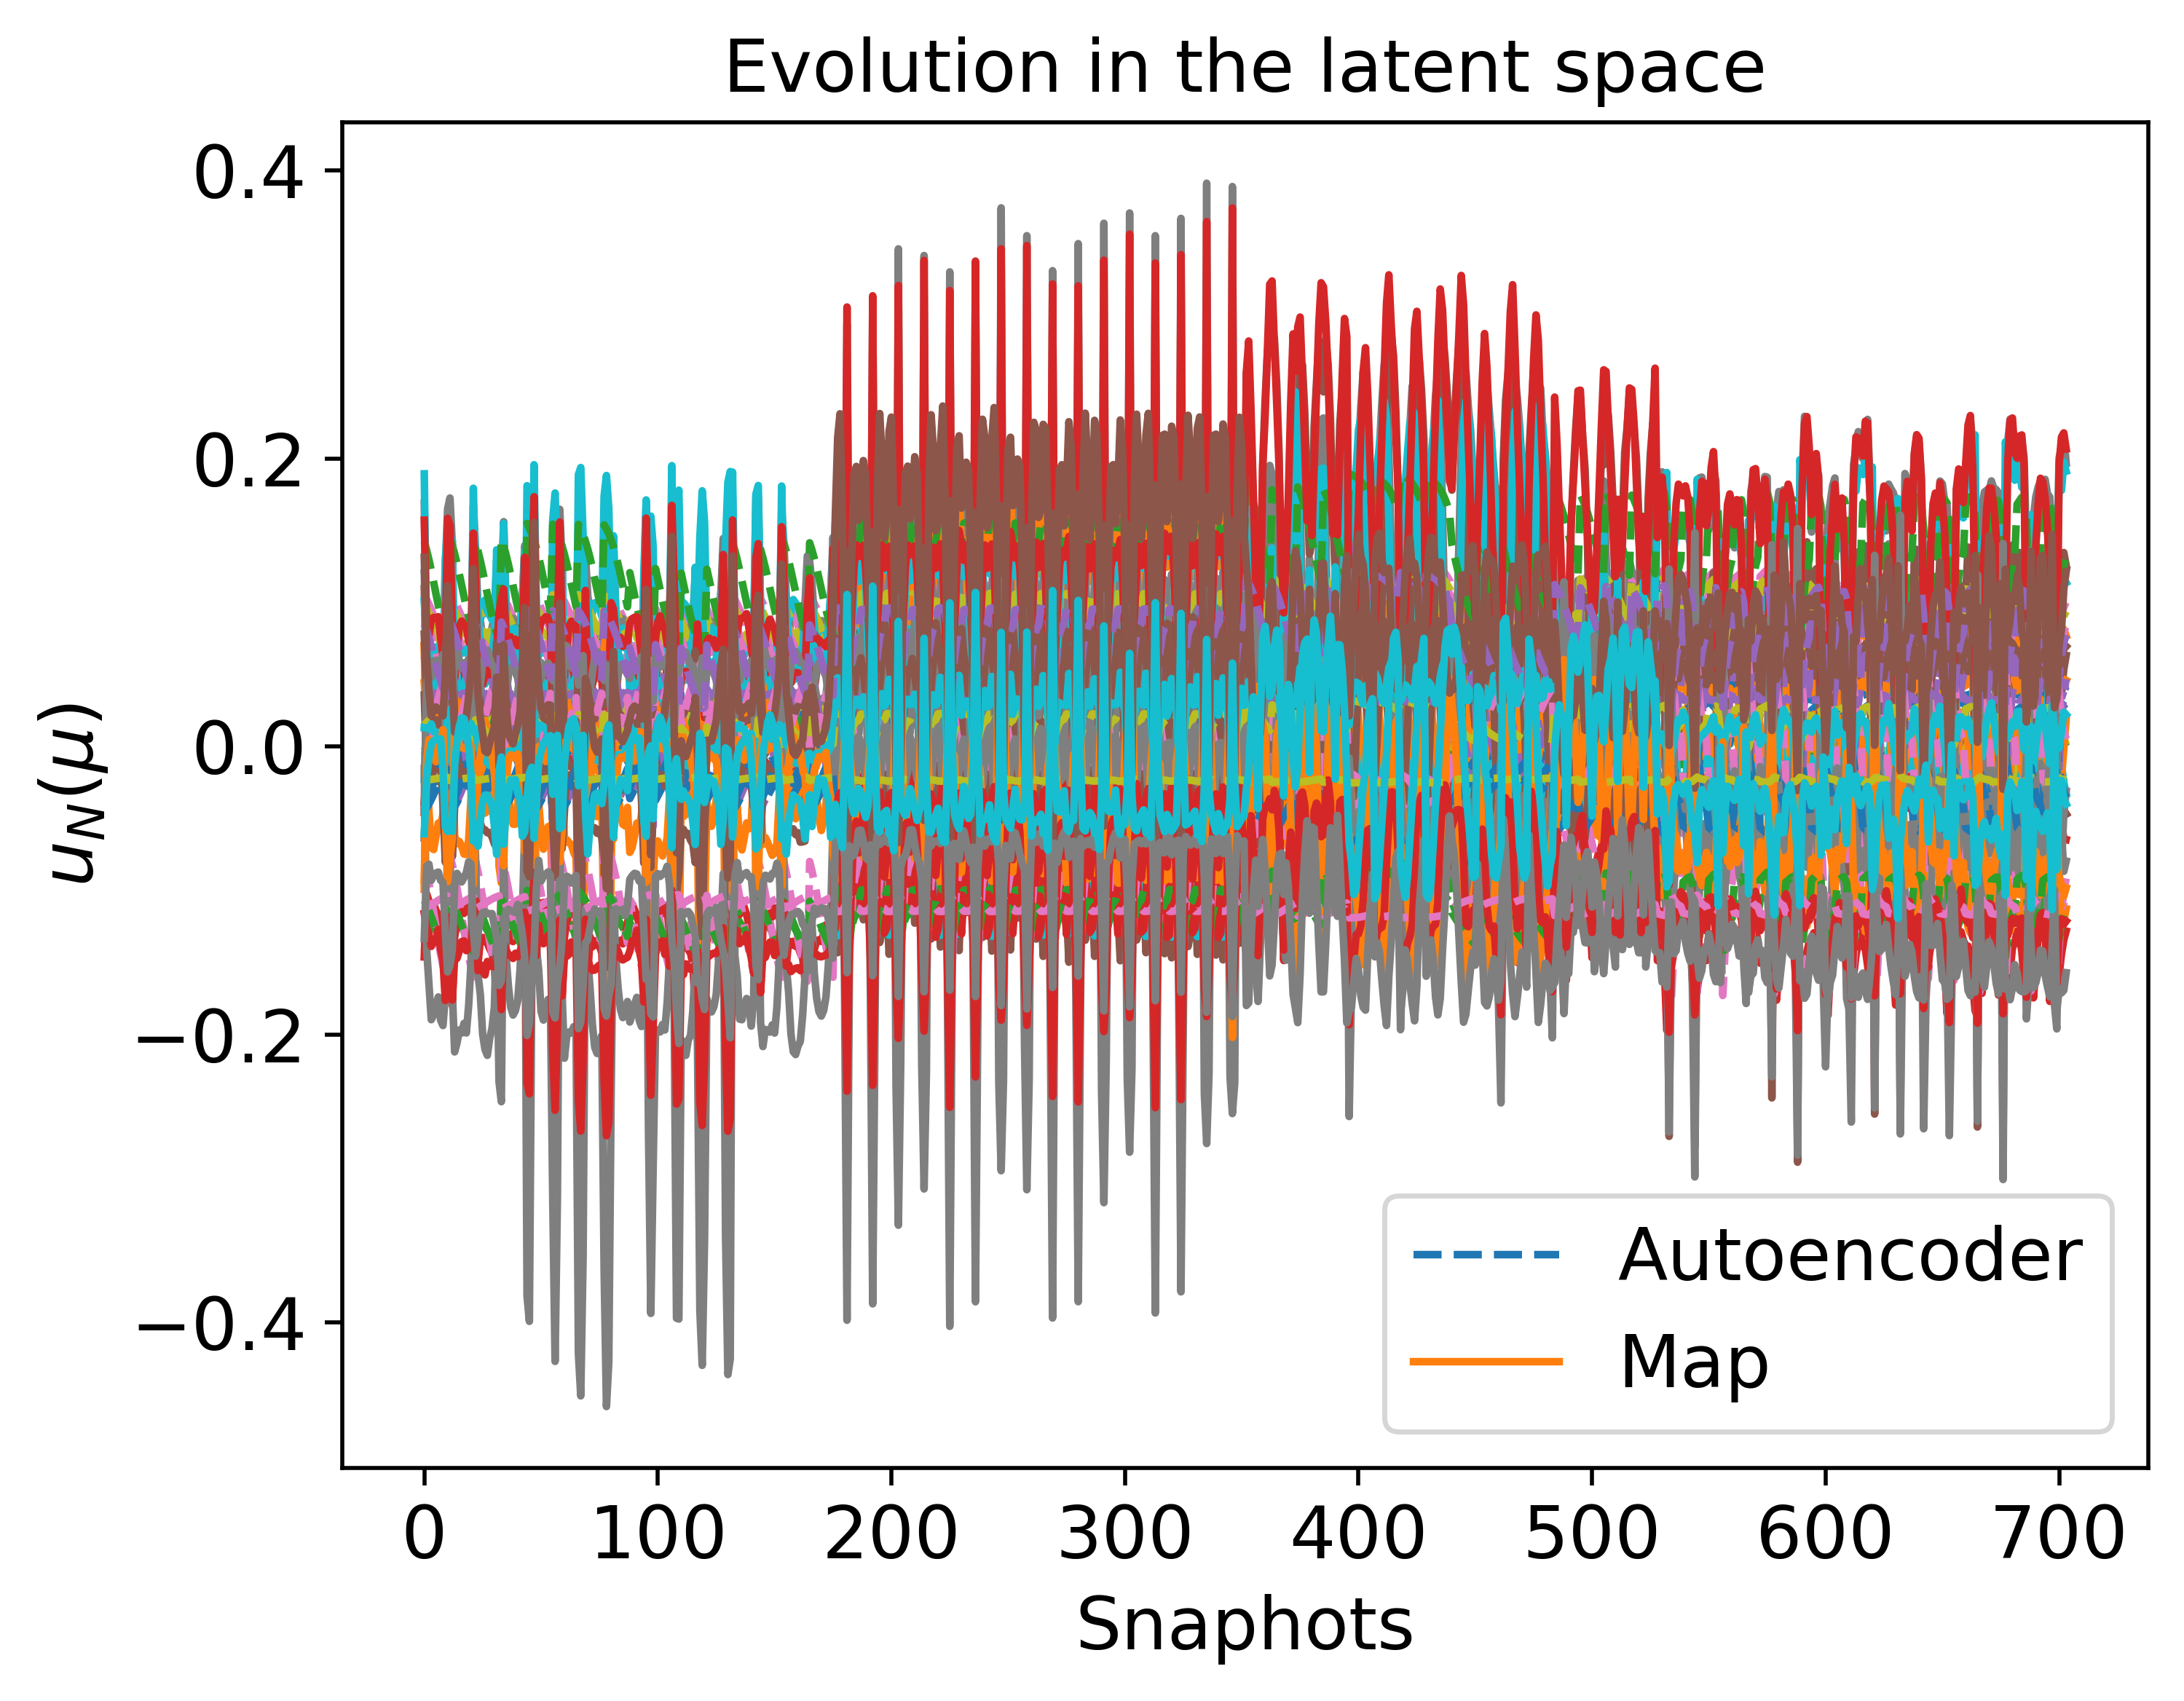 Evolution in the latent space
0.4
0.2
0.0
−0.2
−0.4
u_N(μ)
0 100 200 300 400 500 600 700
Snaphots
Autoencoder
Map